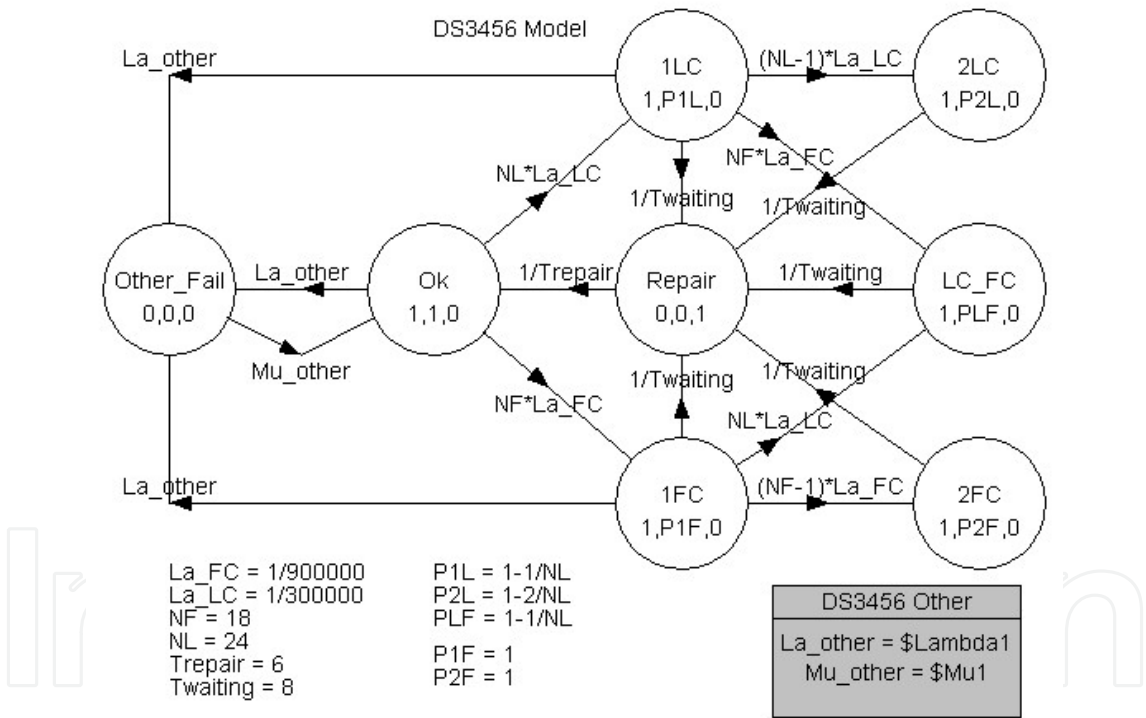 DS3456 Model
La_other
1LC
1,P1L,0
(NL-1)*La_LC
2LC
1,P2L,0
NL*La_LC
NF*La_FC
1/Twaiting
1/Twaiting
Other_Fail
0,0,0
La_other
Ok
1,1,0
1/Trepair
Repair
0,0,1
1/Twaiting
LC_FC
1,PLF,0
Mu_other
NF*La_FC
1/Twaiting
1/Twaiting
NL*La_LC
La_other
1FC
1,P1F,0
(NF-1)*La_FC
2FC
1,P2F,0
La_FC = 1/900000
La_LC = 1/300000
NF = 18
NL = 24
Trepair = 6
Twaiting = 8
P1L = 1-1/NL
P2L = 1-2/NL
PLF = 1-1/NL
P1F = 1
P2F = 1
DS3456 Other
La_other = $Lambda1
Mu_other = $Mu1